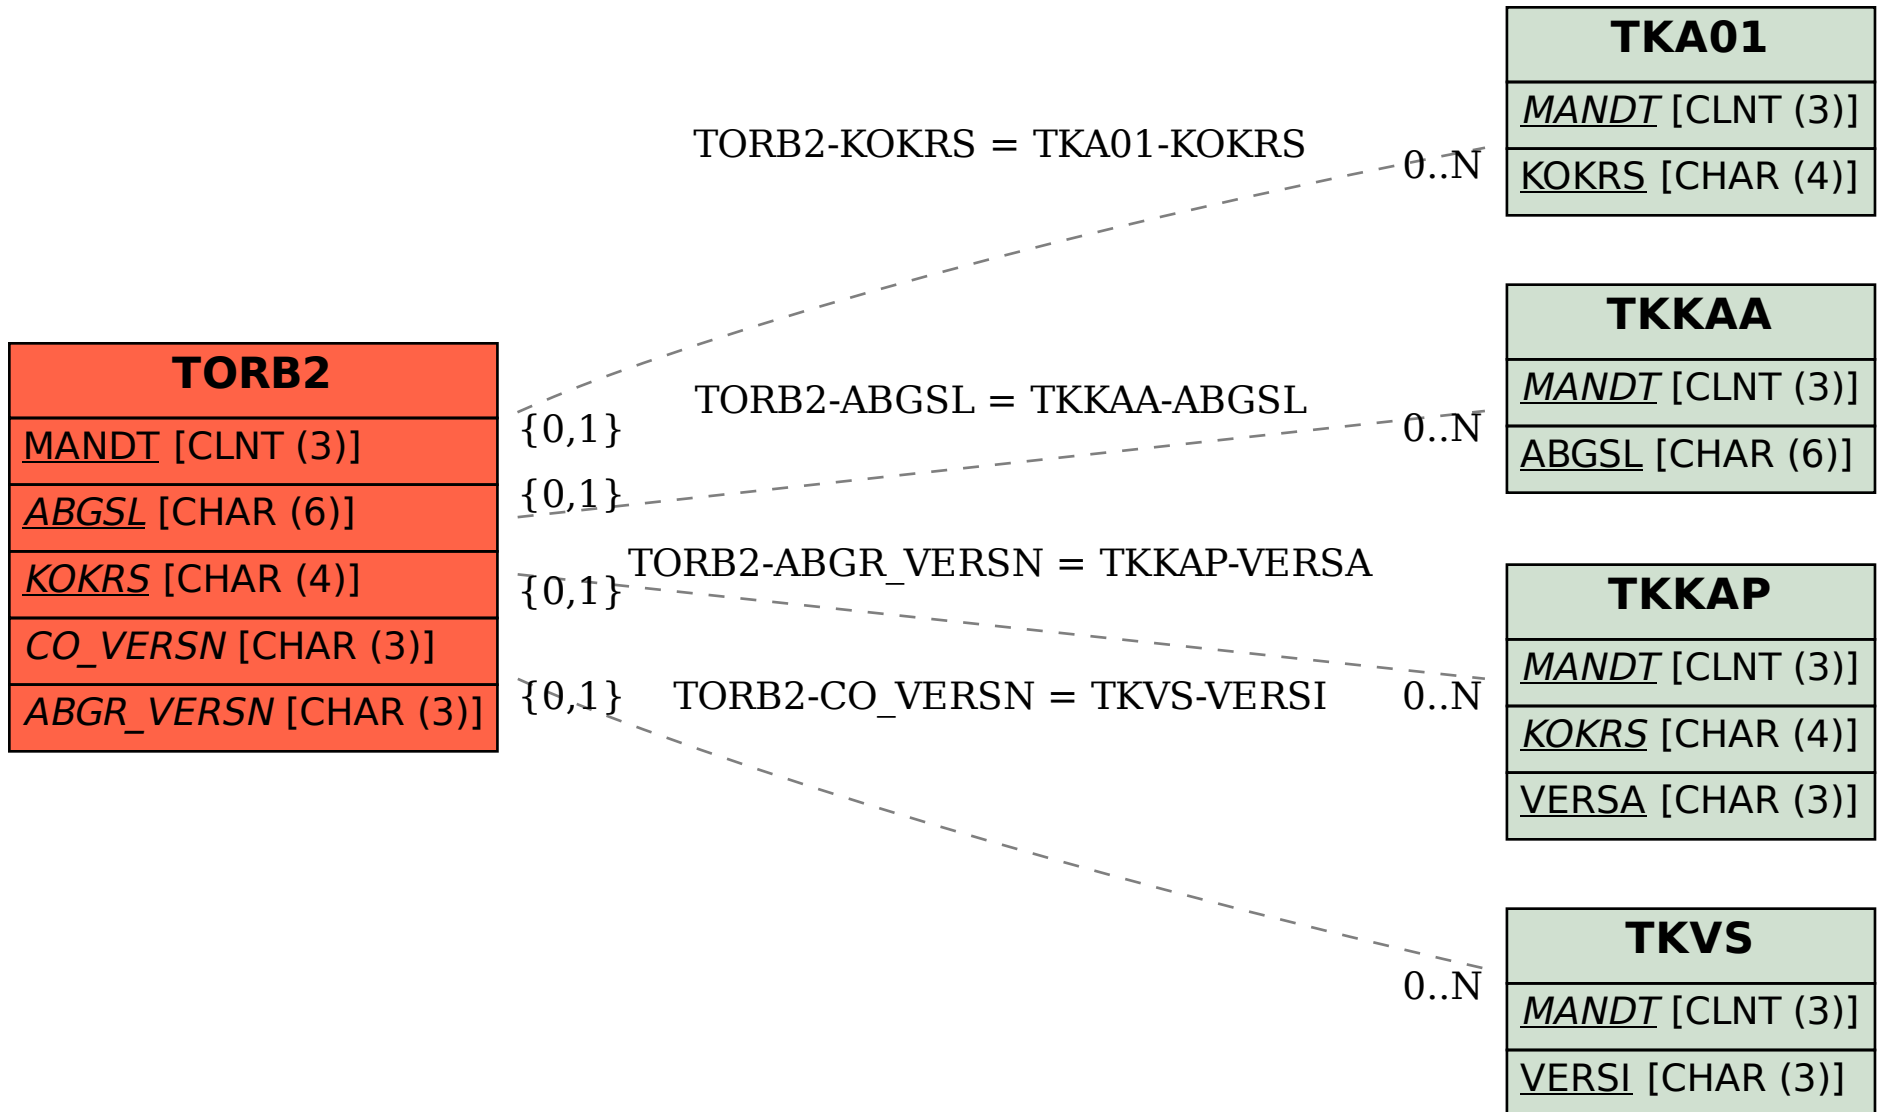 TORB2
MANDT [CLNT (3)]
ABGSL [CHAR (6)]
KOKRS [CHAR (4)]
CO_VERSN [CHAR (3)]
ABGR_VERSN [CHAR (3)]
TORB2-KOKRS = TKA01-KOKRS
{0,1}
0..N
TORB2-ABGSL = TKKAA-ABGSL
{0,1}
0..N
TORB2-ABGR_VERSN = TKKAP-VERSA
{0,1}
0..N
TORB2-CO_VERSN = TKVS-VERSI
{0,1}
0..N
TKA01
MANDT [CLNT (3)]
KOKRS [CHAR (4)]
TKKAA
MANDT [CLNT (3)]
ABGSL [CHAR (6)]
TKKAP
MANDT [CLNT (3)]
KOKRS [CHAR (4)]
VERSA [CHAR (3)]
TKVS
MANDT [CLNT (3)]
VERSI [CHAR (3)]